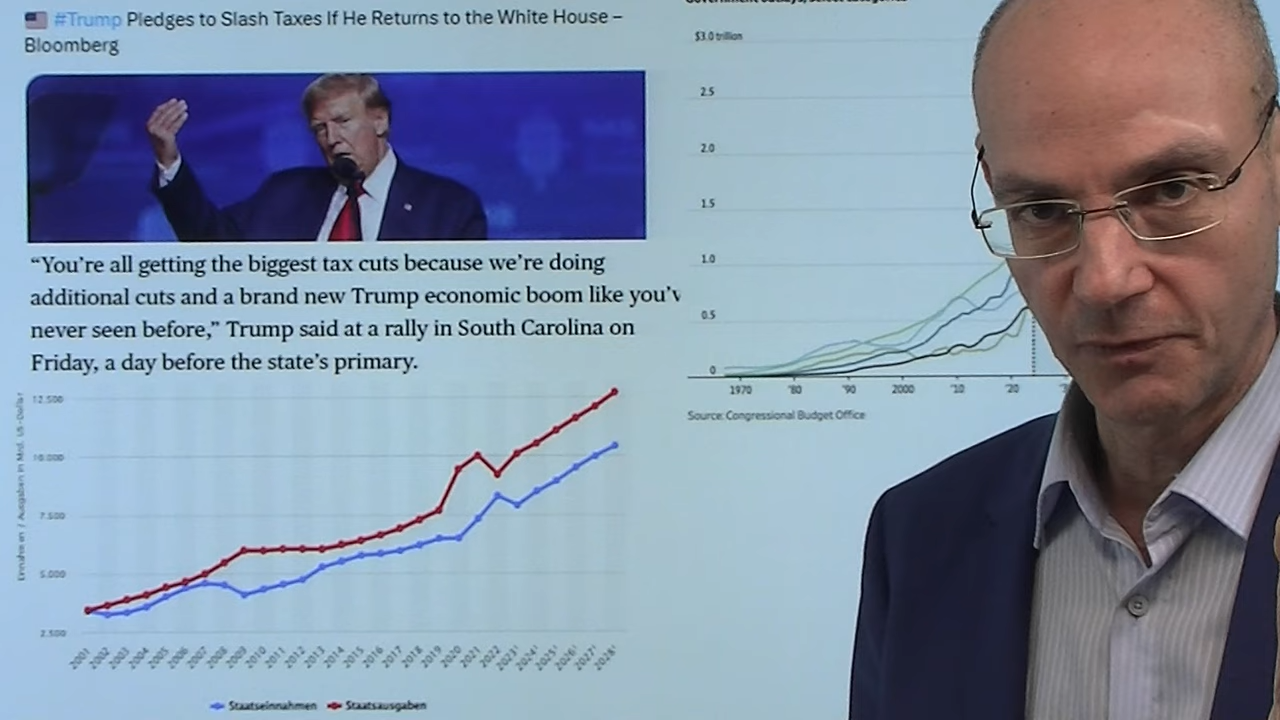 #Trump Pledges to Slash Taxes If He Returns to the White House –
Bloomberg
“You’re all getting the biggest tax cuts because we’re doing
additional cuts and a brand new Trump economic boom like you’v
never seen before,” Trump said at a rally in South Carolina on
Friday, a day before the state’s primary.
Einnahmen / Ausgaben in Mrd. US-Dollar
12.500
10.000
7.500
5.000
2.500
2001 2002 2003 2004 2005 2006 2007 2008 2009 2010 2011 2012 2013 2014 2015 2016 2017 2018 2019 2020 2021 2022 2023* 2024* 2025* 2026* 2027* 2028*
Staatseinnahmen Staatsausgaben
$3.0 trillion
2.5
2.0
1.5
1.0
0.5
0
1970 '80 '90 2000 '10 '20
Source: Congressional Budget Office